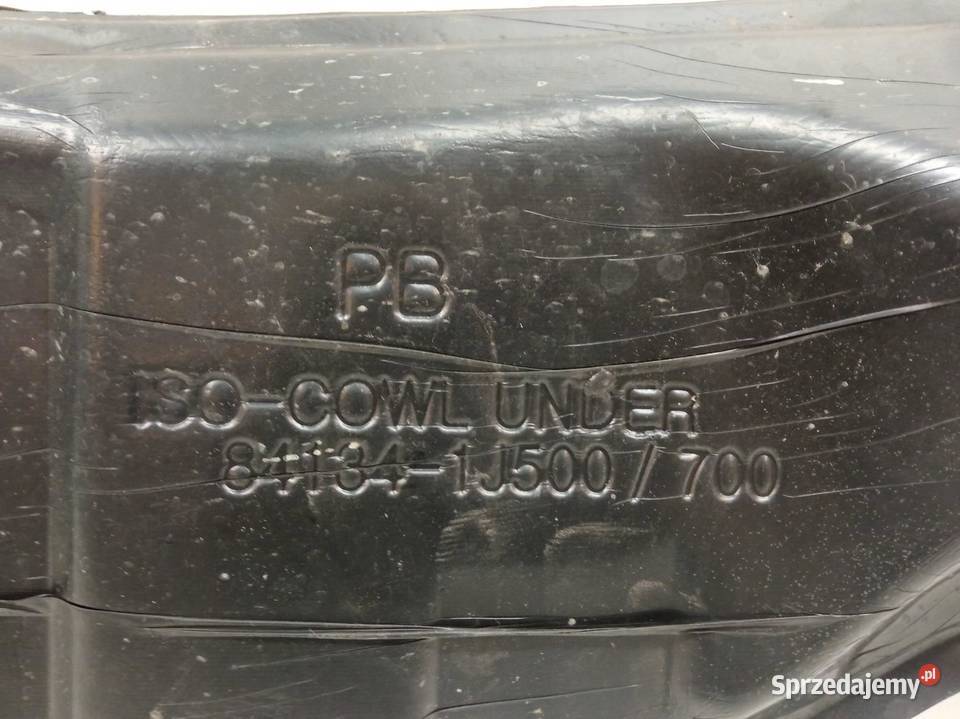 PB
ISO-COWL UNDER
84134-1J500 / 700
Sprzedajemy.pl